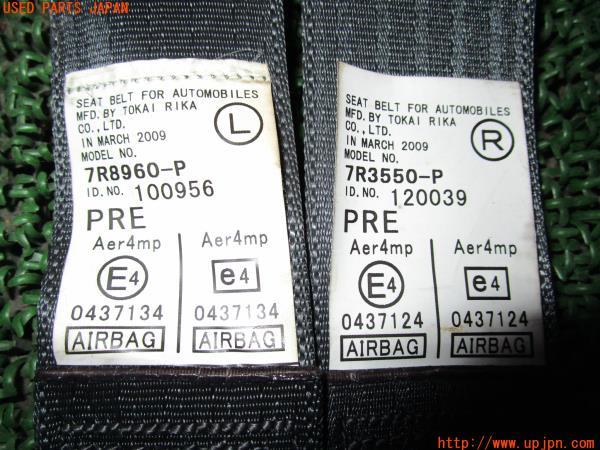 USED PARTS JAPAN
SEAT BELT FOR AUTOMOBILES
MFD. BY TOKAI RIKA
CO., LTD.
L
IN MARCH 2009
MODEL NO.
7R8960-P
ID. NO. 100956
PRE
Aer4mp Aer4mp
E4 e4
0437134 0437134
AIRBAG AIRBAG
SEAT BELT FOR AUTOMOBILES
MFD. BY TOKAI RIKA
CO., LTD.
R
IN MARCH 2009
MODEL NO.
7R3550-P
ID. NO. 120039
PRE
Aer4mp Aer4mp
E4 e4
0437124 0437124
AIRBAG AIRBAG
http://www.upjpn.com/